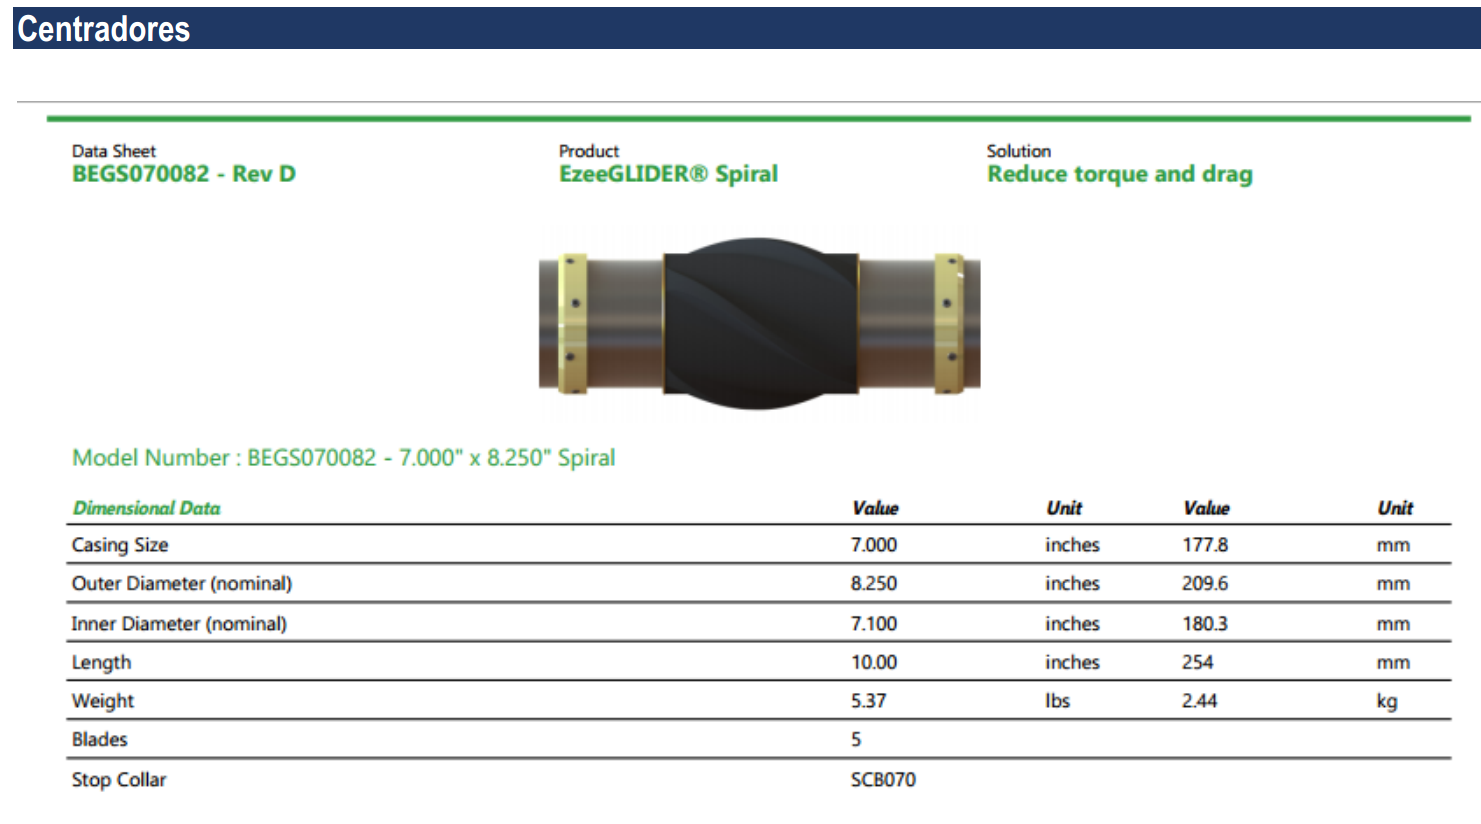 Centradores
Data Sheet Product Solution
BEGS070082 - Rev D EzeeGLIDER® Spiral Reduce torque and drag
Model Number : BEGS070082 - 7.000" x 8.250" Spiral
Dimensional Data Value Unit Value Unit
Casing Size 7.000 inches 177.8 mm
Outer Diameter (nominal) 8.250 inches 209.6 mm
Inner Diameter (nominal) 7.100 inches 180.3 mm
Length 10.00 inches 254 mm
Weight 5.37 lbs 2.44 kg
Blades 5
Stop Collar SCB070